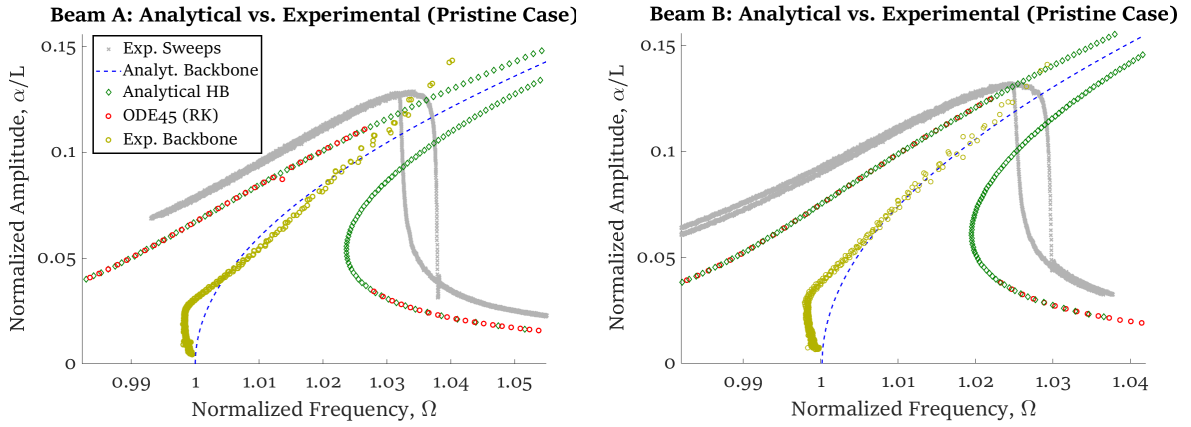 Beam A: Analytical vs. Experimental (Pristine Case)
Normalized Amplitude, α/L
0.15
0.1
0.05
0
Exp. Sweeps
Analyt. Backbone
Analytical HB
ODE45 (RK)
Exp. Backbone
0.99
1
1.01
1.02
1.03
1.04
1.05
Normalized Frequency, Ω
Beam B: Analytical vs. Experimental (Pristine Case)
Normalized Amplitude, α/L
0.15
0.1
0.05
0
0.99
1
1.01
1.02
1.03
1.04
Normalized Frequency, Ω